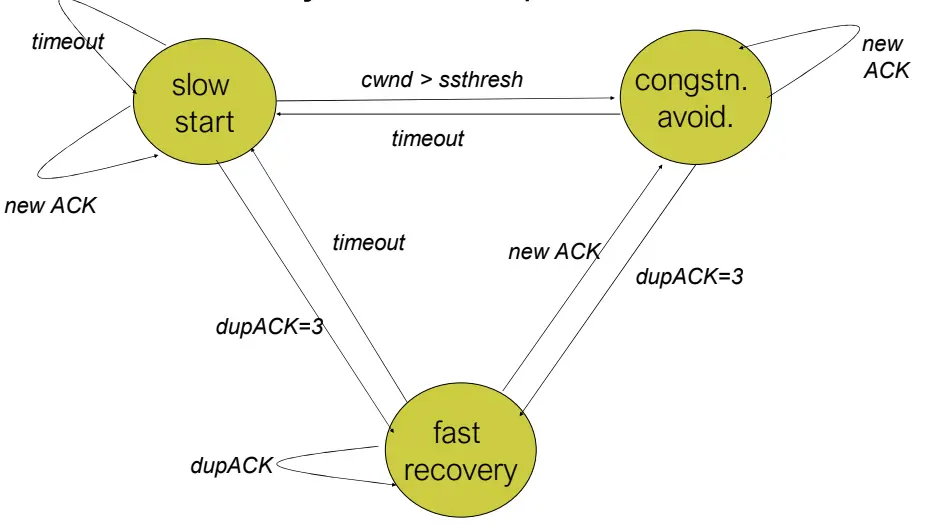 timeout
slow
start
new ACK
cwnd > ssthresh
timeout
congstn.
avoid.
new
ACK
timeout
new ACK
dupACK=3
dupACK=3
dupACK
fast
recovery